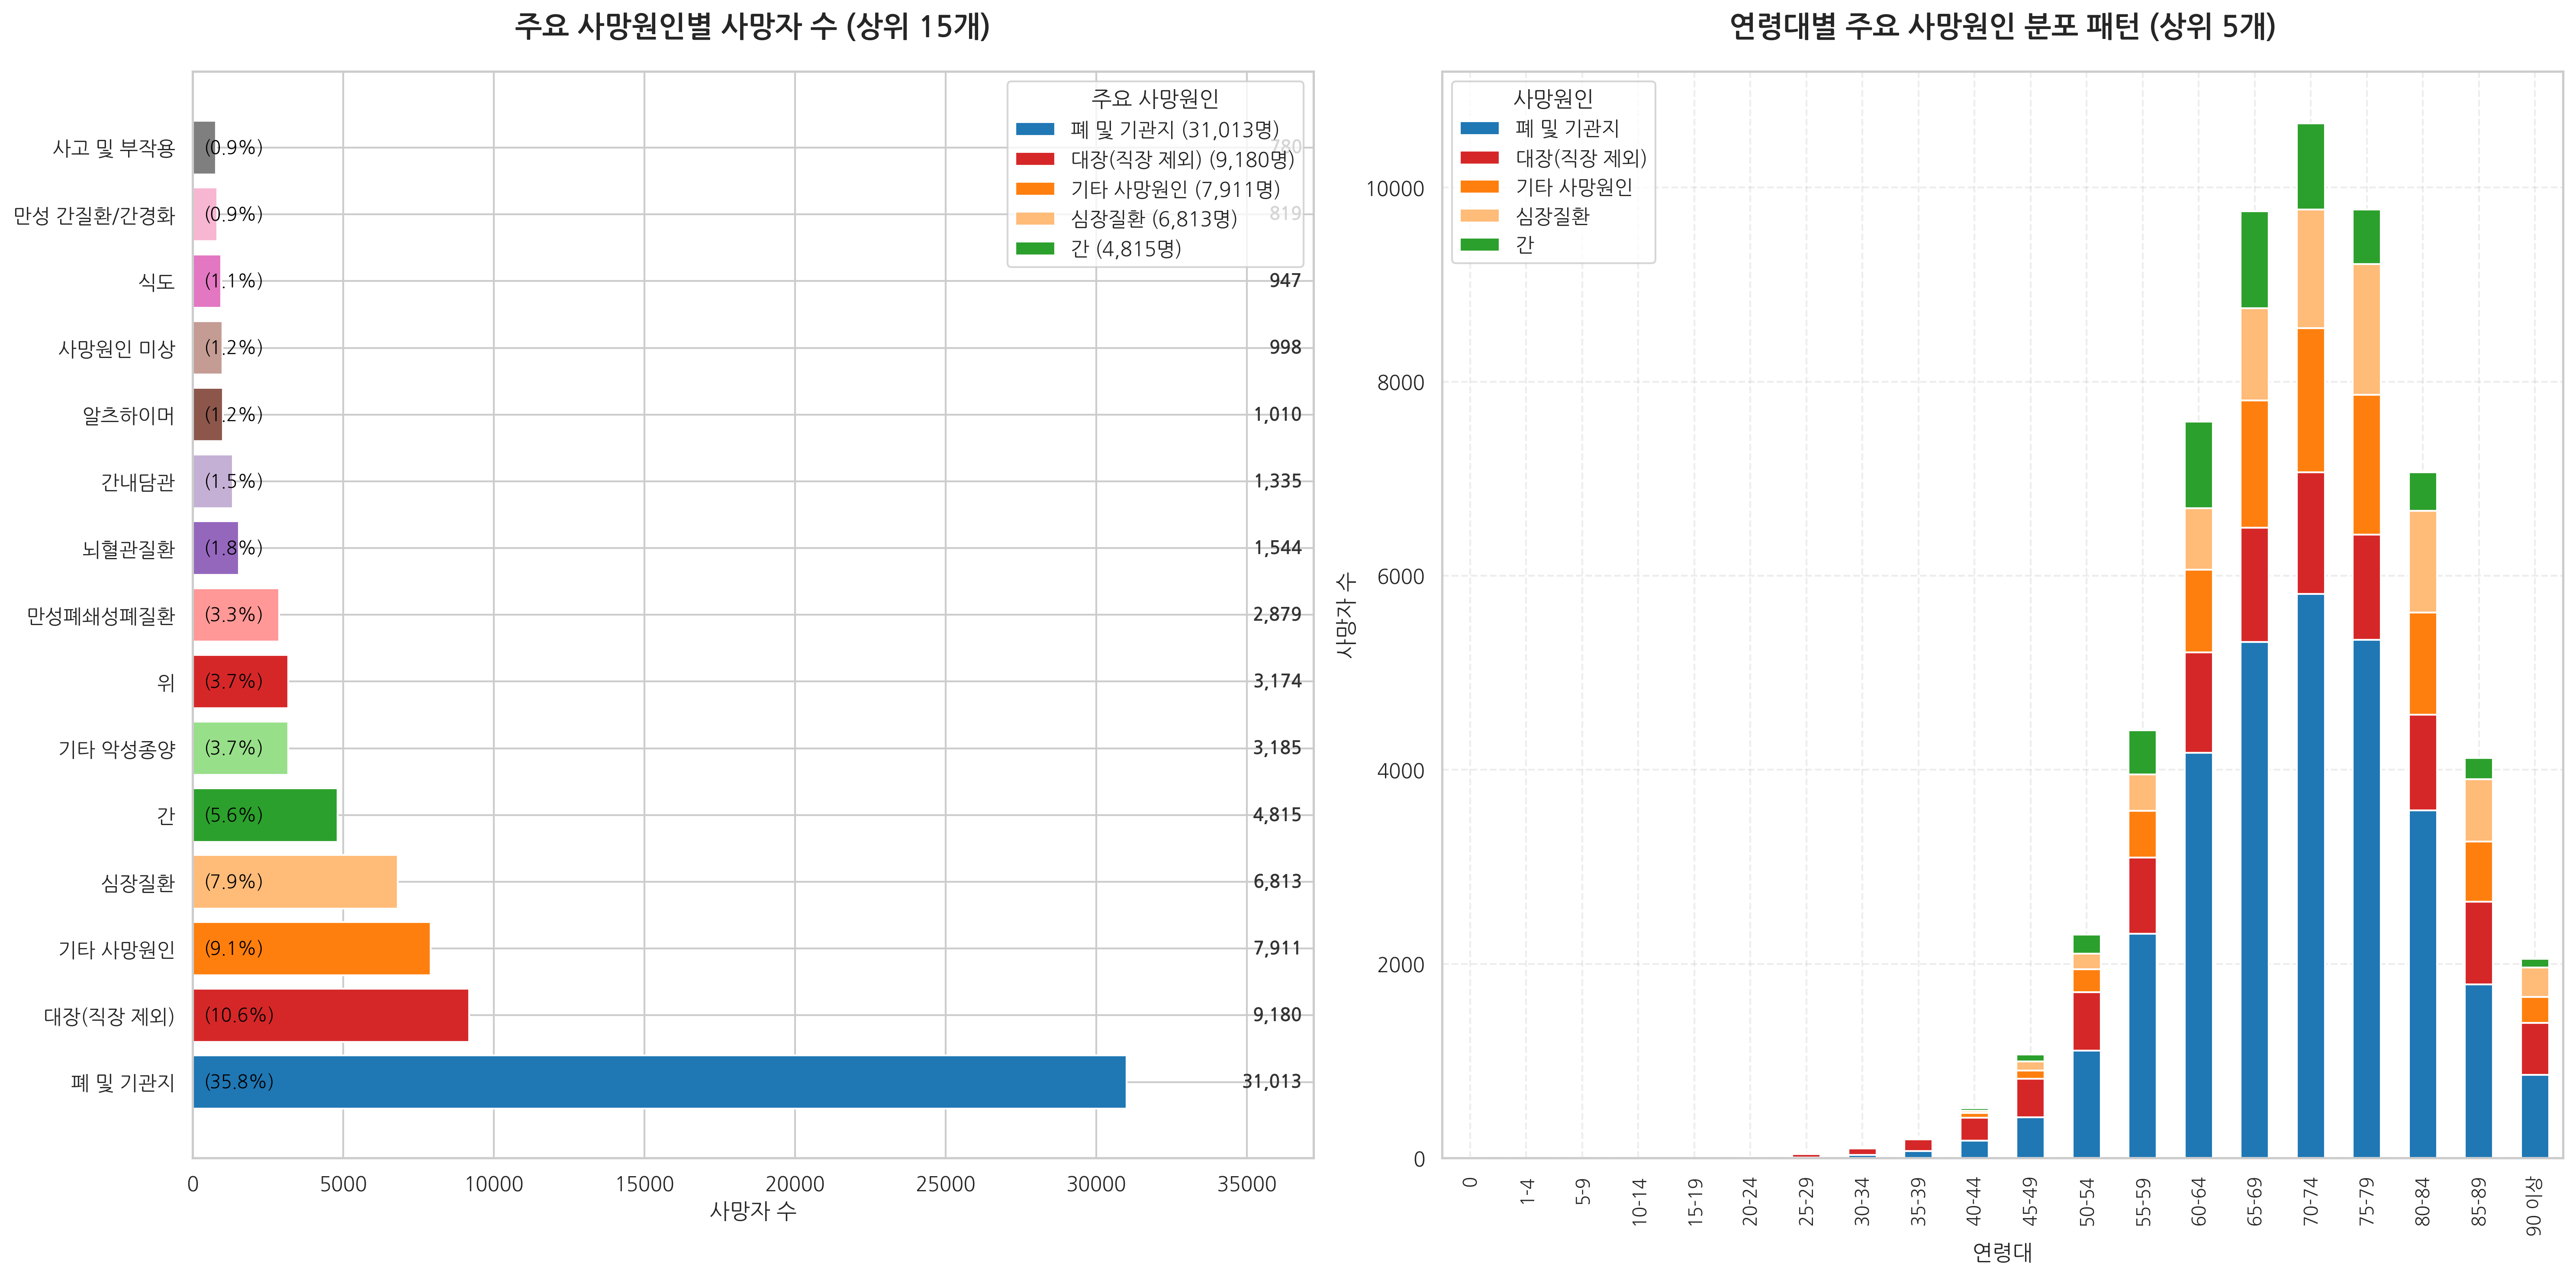 주요 사망원인별 사망자 수 (상위 15개)
주요 사망원인
폐 및 기관지 (31,013명)
대장(직장 제외) (9,180명)
기타 사망원인 (7,911명)
심장질환 (6,813명)
간 (4,815명)
사고 및 부작용 (0.9%) 780
만성 간질환/간경화 (0.9%) 819
식도 (1.1%) 947
사망원인 미상 (1.2%) 998
알츠하이머 (1.2%) 1,010
간내담관 (1.5%) 1,335
뇌혈관질환 (1.8%) 1,544
만성폐쇄성폐질환 (3.3%) 2,879
위 (3.7%) 3,174
기타 악성종양 (3.7%) 3,185
간 (5.6%) 4,815
심장질환 (7.9%) 6,813
기타 사망원인 (9.1%) 7,911
대장(직장 제외) (10.6%) 9,180
폐 및 기관지 (35.8%) 31,013
0 5000 10000 15000 20000 25000 30000 35000
사망자 수
연령대별 주요 사망원인 분포 패턴 (상위 5개)
사망원인
폐 및 기관지
대장(직장 제외)
기타 사망원인
심장질환
간
10000
8000
6000
4000
2000
0
사망자 수
0 1-4 5-9 10-14 15-19 20-24 25-29 30-34 35-39 40-44 45-49 50-54 55-59 60-64 65-69 70-74 75-79 80-84 85-89 90 이상
연령대